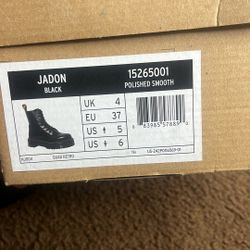 JADON
BLACK
15265001
POLISHED SMOOTH
UK 4
EU 37
US 5
US 6